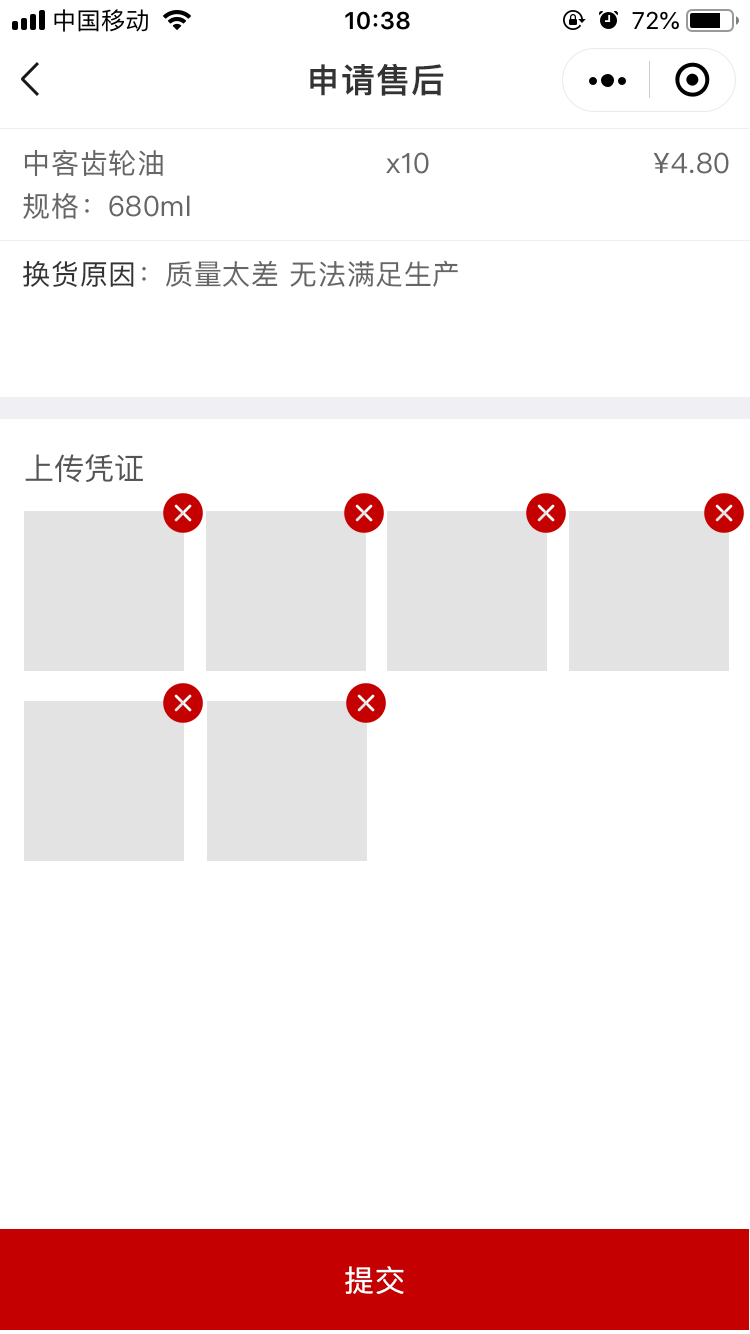 中国移动 10:38 72%
申请售后
中客齿轮油 x10 ¥4.80
规格：680ml
换货原因：质量太差 无法满足生产
上传凭证
提交